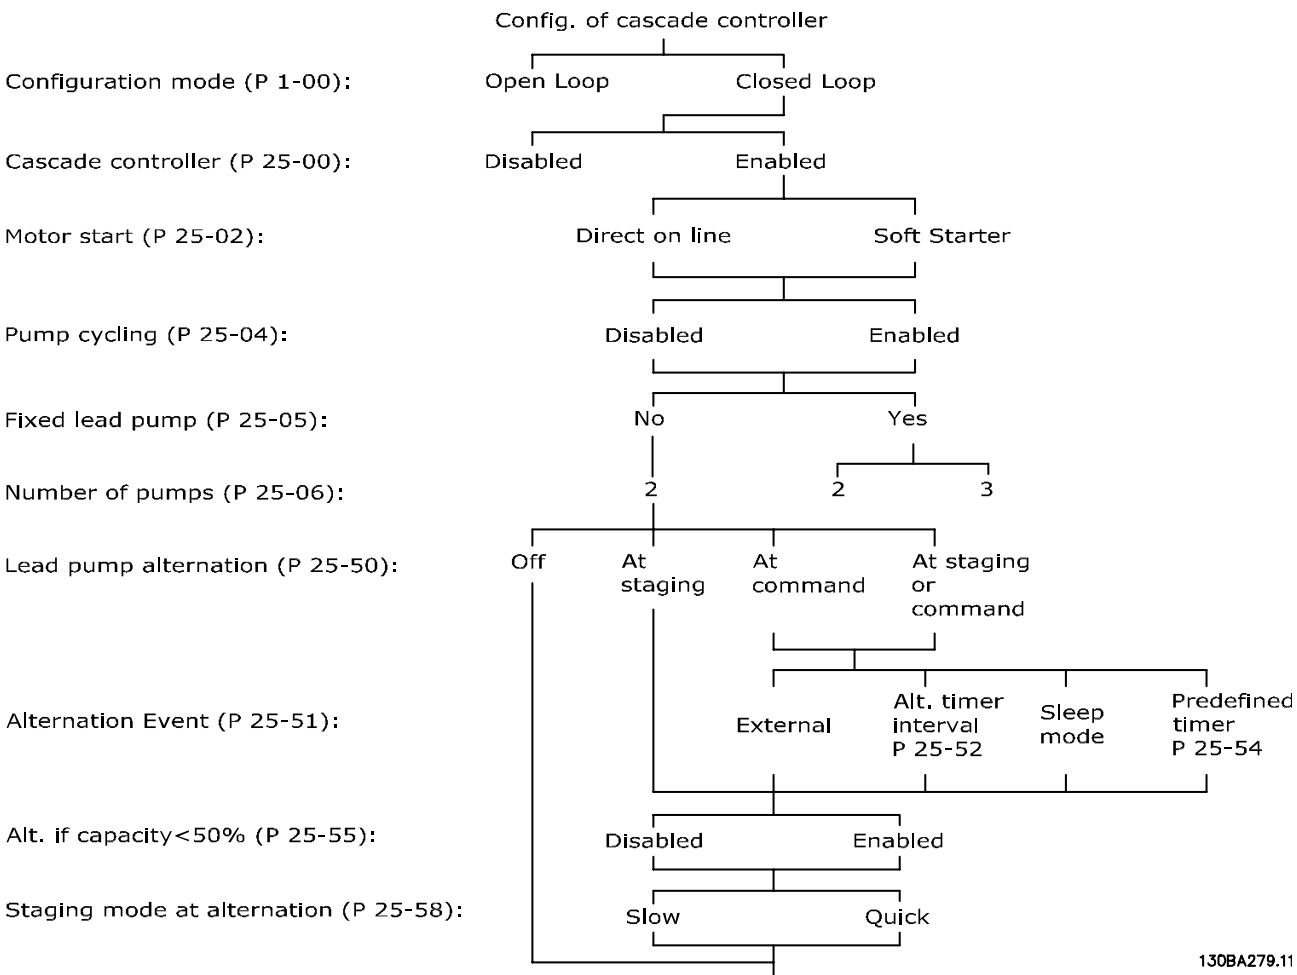 Config. of cascade controller
Configuration mode (P 1-00): Open Loop Closed Loop
Cascade controller (P 25-00): Disabled Enabled
Motor start (P 25-02): Direct on line Soft Starter
Pump cycling (P 25-04): Disabled Enabled
Fixed lead pump (P 25-05): No Yes
Number of pumps (P 25-06): 2 2 3
Lead pump alternation (P 25-50): Off At staging At command At staging or command
Alternation Event (P 25-51): External Alt. timer interval P 25-52 Sleep mode Predefined timer P 25-54
Alt. if capacity<50% (P 25-55): Disabled Enabled
Staging mode at alternation (P 25-58): Slow Quick
130BA279.11